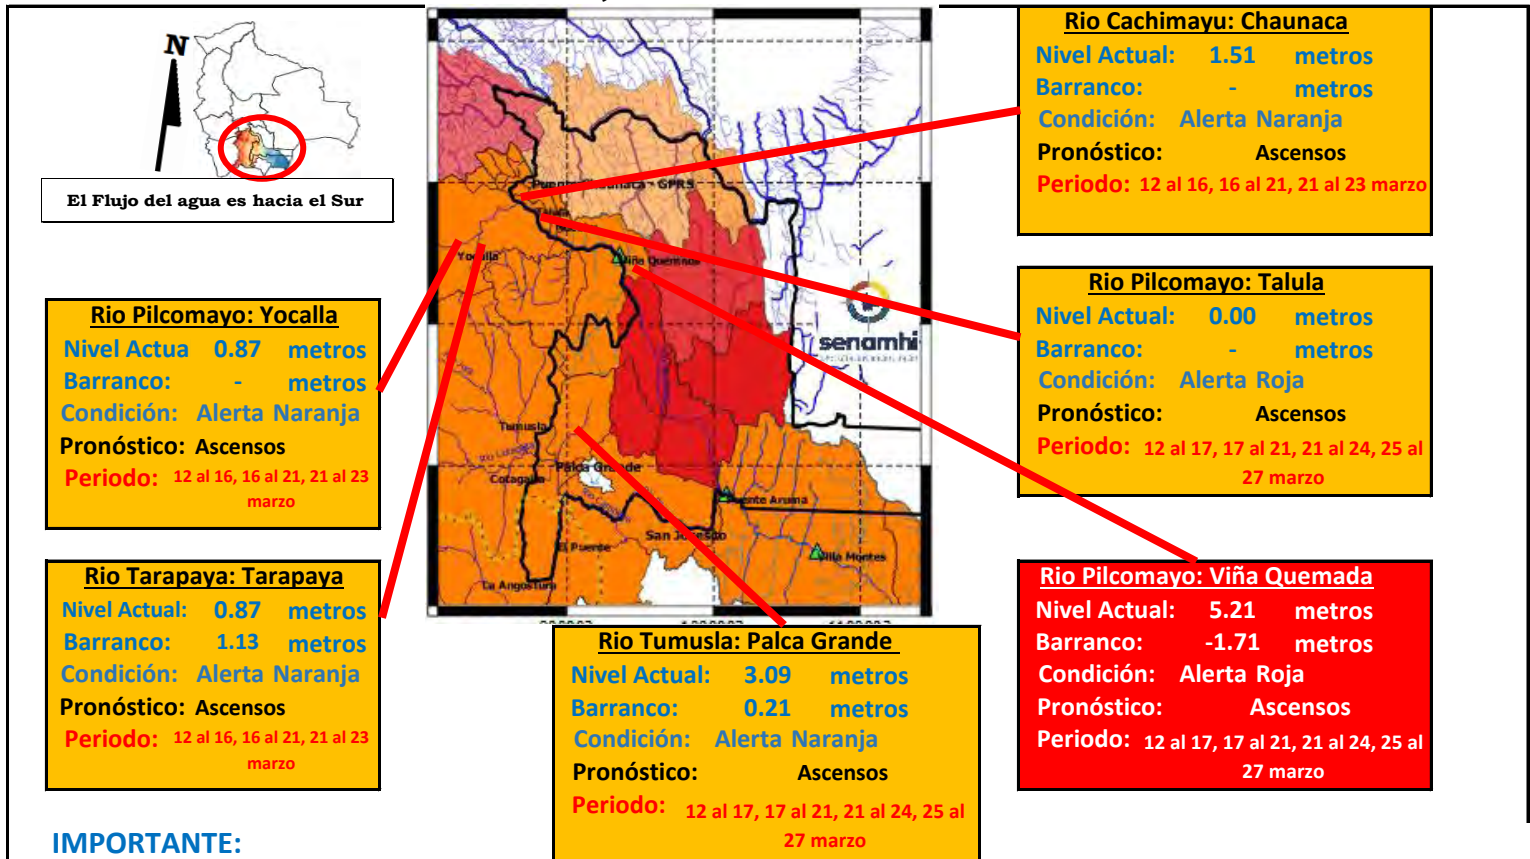 N
El Flujo del agua es hacia el Sur
Rio Cachimayu: Chaunaca
Nivel Actual: 1.51 metros
Barranco: - metros
Condición: Alerta Naranja
Pronóstico: Ascensos
Periodo: 12 al 16, 16 al 21, 21 al 23 marzo
Rio Pilcomayo: Talula
Nivel Actual: 0.00 metros
Barranco: - metros
Condición: Alerta Roja
Pronóstico: Ascensos
Periodo: 12 al 17, 17 al 21, 21 al 24, 25 al
27 marzo
Rio Pilcomayo: Yocalla
Nivel Actua 0.87 metros
Barranco: - metros
Condición: Alerta Naranja
Pronóstico: Ascensos
Periodo: 12 al 16, 16 al 21, 21 al 23
marzo
Rio Tarapaya: Tarapaya
Nivel Actual: 0.87 metros
Barranco: 1.13 metros
Condición: Alerta Naranja
Pronóstico: Ascensos
Periodo: 12 al 16, 16 al 21, 21 al 23
marzo
Rio Tumusla: Palca Grande
Nivel Actual: 3.09 metros
Barranco: 0.21 metros
Condición: Alerta Naranja
Pronóstico: Ascensos
Periodo: 12 al 17, 17 al 21, 21 al 24, 25 al
27 marzo
Rio Pilcomayo: Viña Quemada
Nivel Actual: 5.21 metros
Barranco: -1.71 metros
Condición: Alerta Roja
Pronóstico: Ascensos
Periodo: 12 al 17, 17 al 21, 21 al 24, 25 al
27 marzo
Chaunaca - GPRS
Yocalla
Viña Quemada
senamhi
Tumusla
Palca Grande
Cotagaita
Puente Aruma
San Josesito
El Puente
Villa Montes
La Angostura
IMPORTANTE: